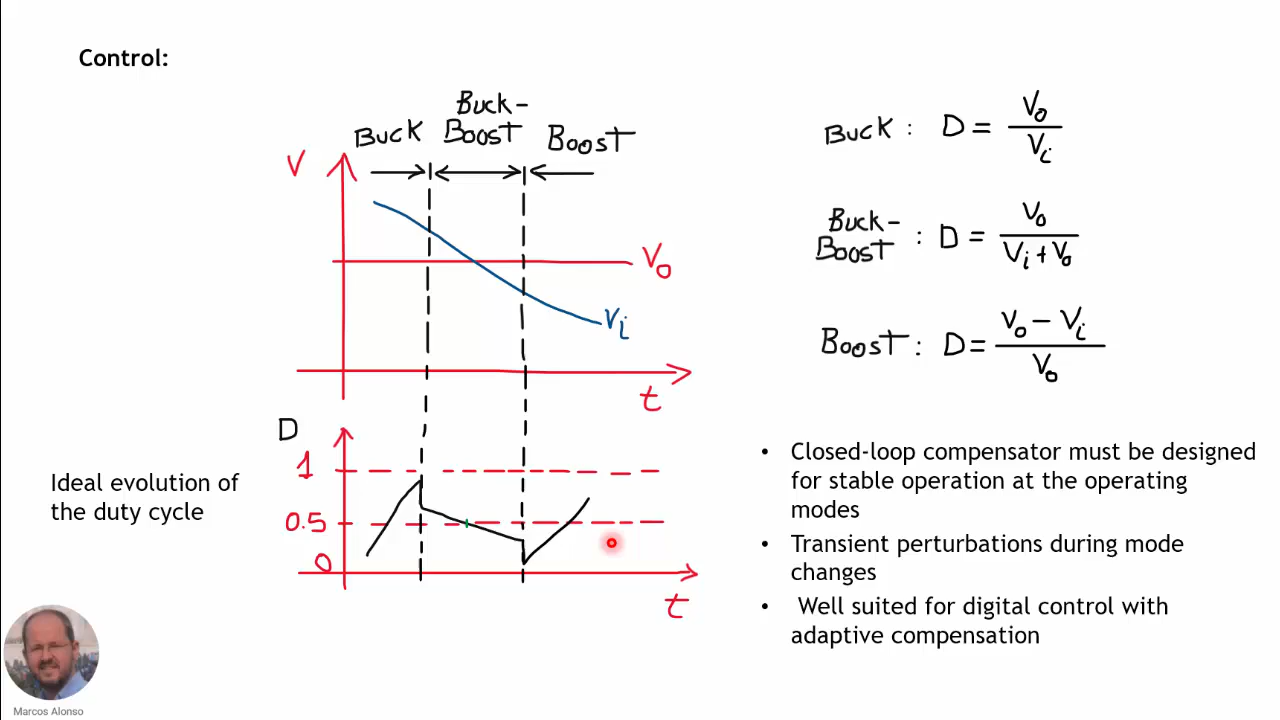 Control:
Buck
Buck-
Boost
Boost
V
Vo
Vi
t
D
1
0.5
0
t
Ideal evolution of
the duty cycle
Buck : D = Vo / Vi
Buck-
Boost : D = Vo / Vi + Vo
Boost : D = Vo - Vi / Vo
• Closed-loop compensator must be designed
for stable operation at the operating
modes
• Transient perturbations during mode
changes
• Well suited for digital control with
adaptive compensation
Marcos Alonso